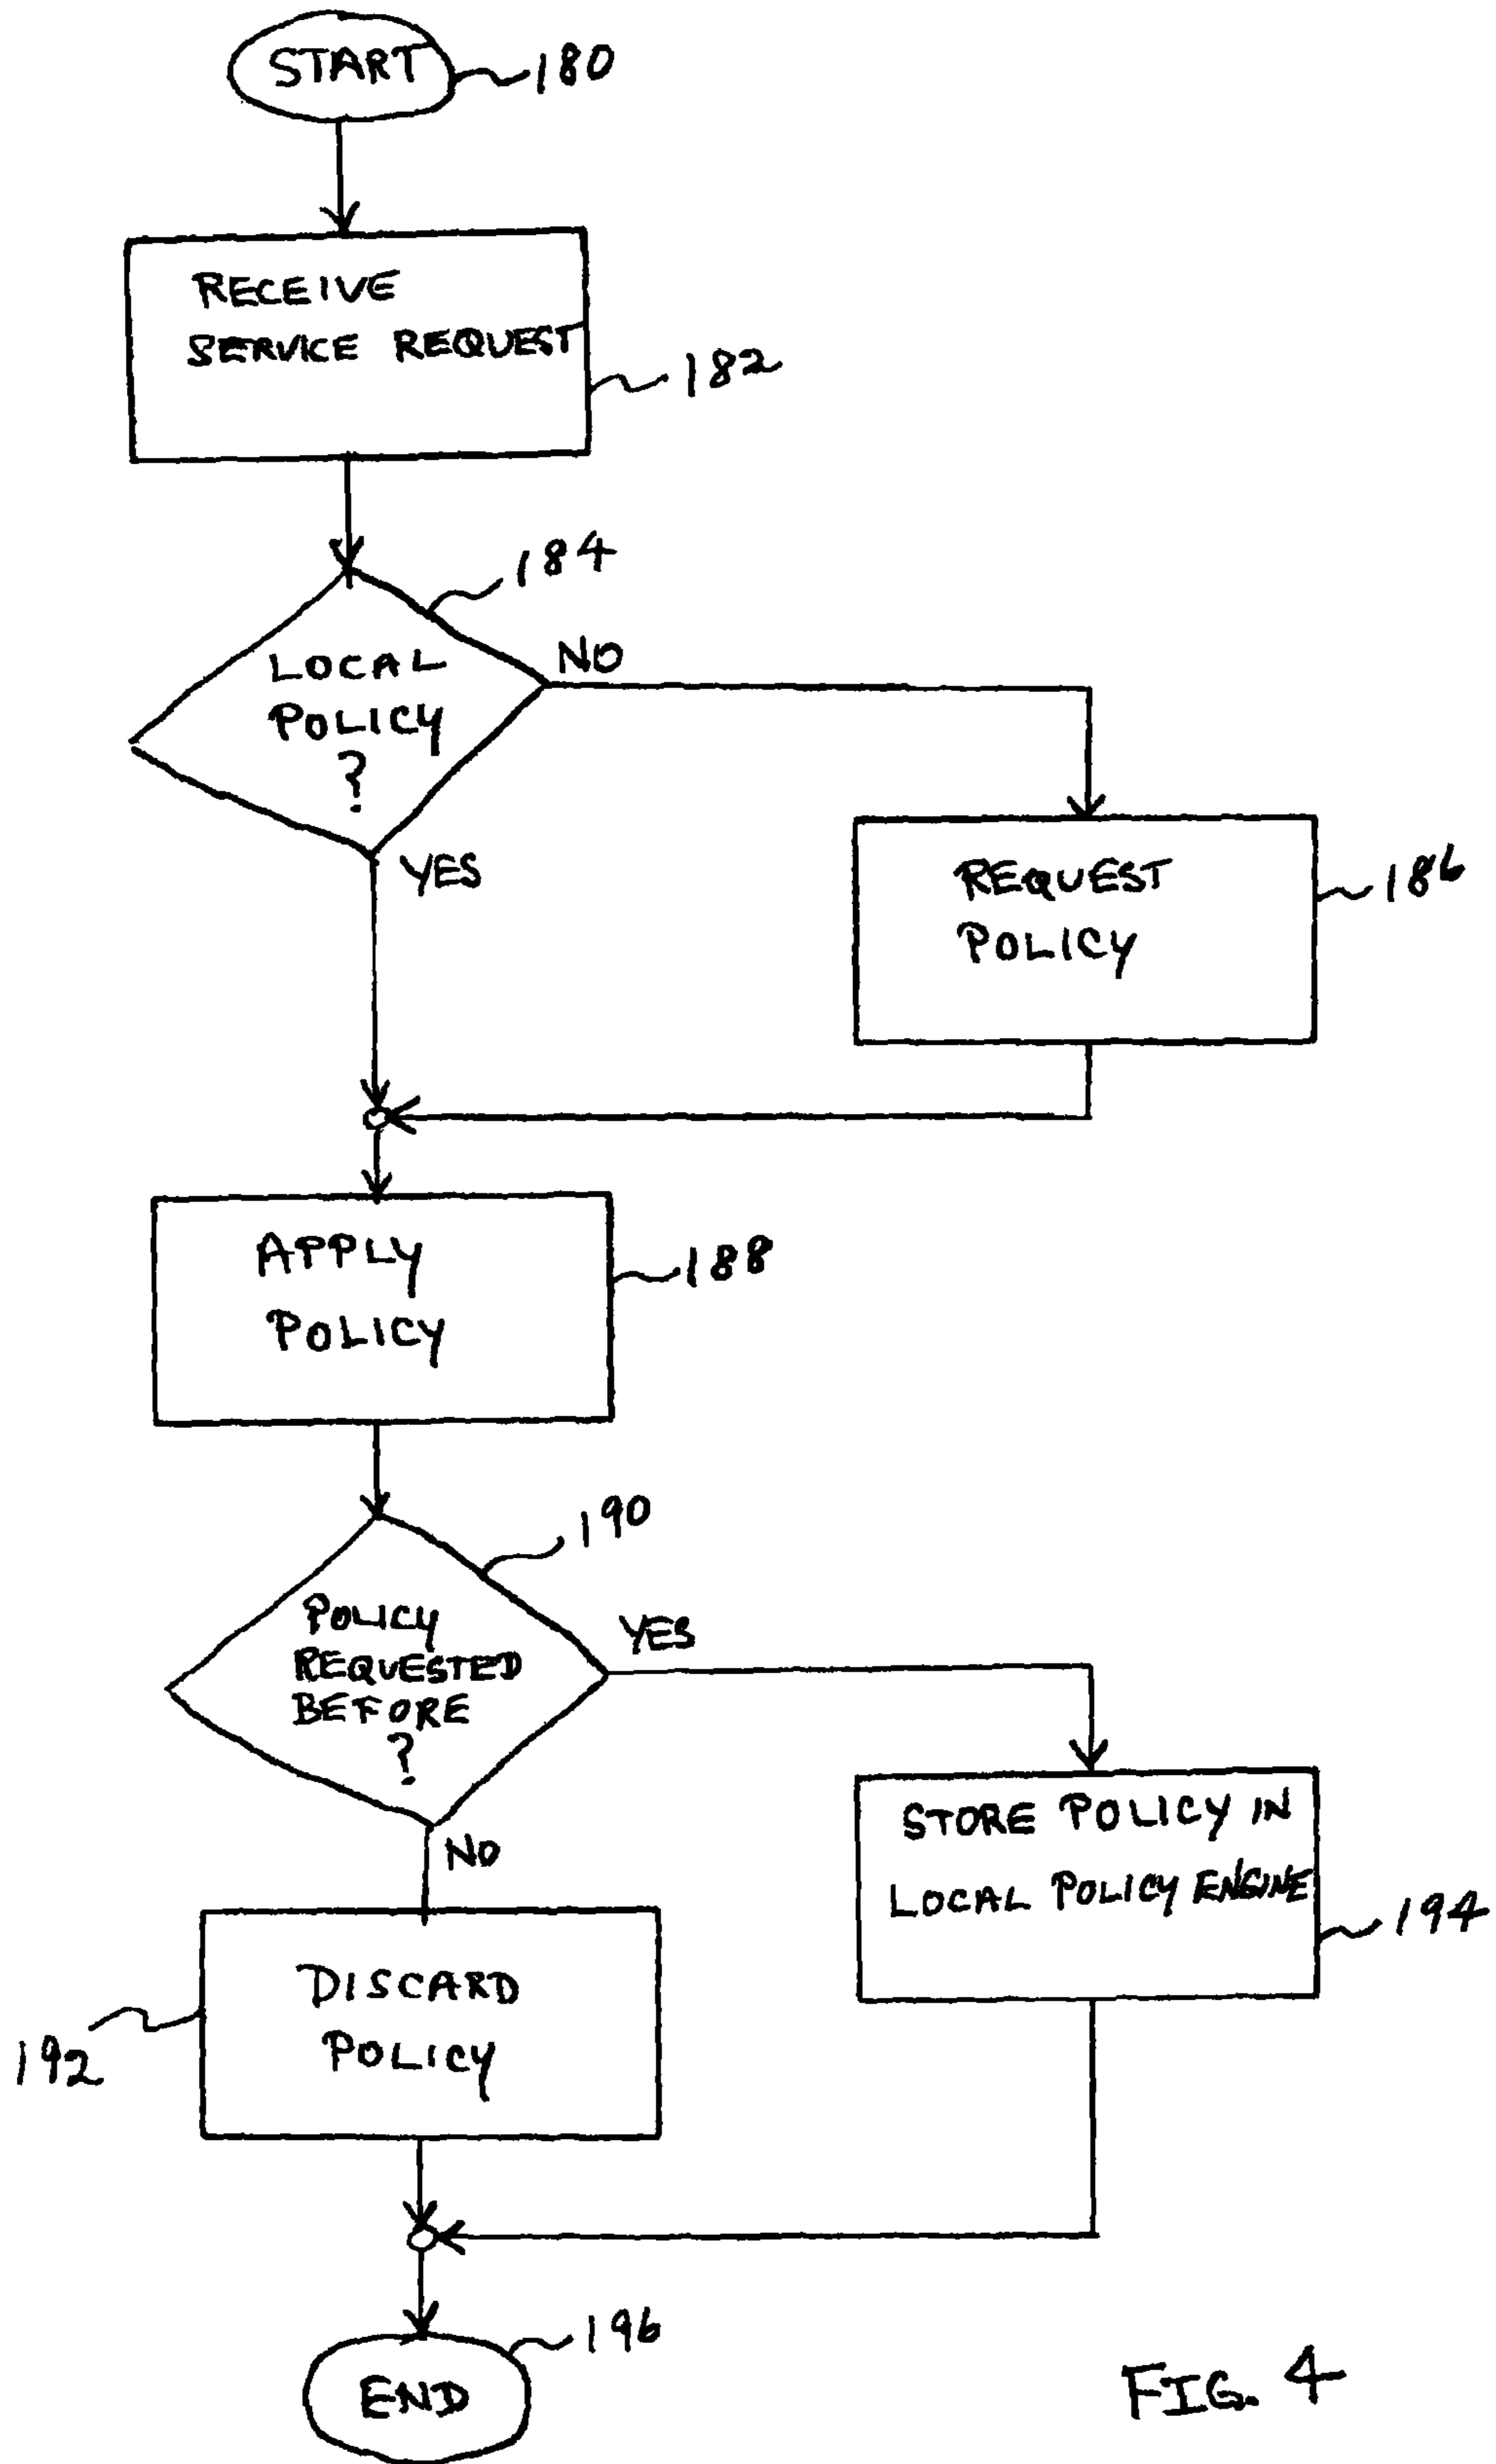 START
180
RECEIVE
SERVICE REQUEST
182
184
LOCAL
POLICY
?
NO
YES
REQUEST
POLICY
186
APPLY
POLICY
188
190
POLICY
REQUESTED
BEFORE
?
YES
NO
STORE POLICY IN
LOCAL POLICY ENGINE
194
DISCARD
POLICY
192
196
END
FIG. 4